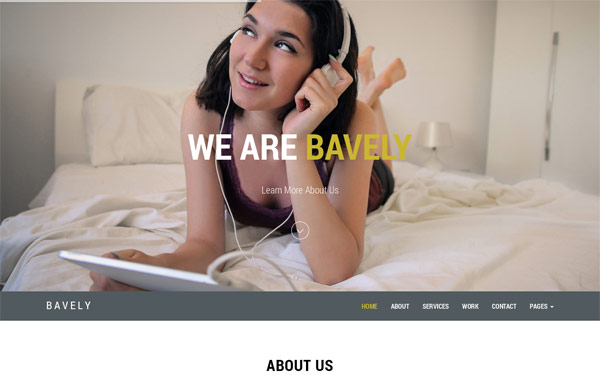 WE ARE BAVELY
Learn More About Us
BAVELY
HOME ABOUT SERVICES WORK CONTACT PAGES
ABOUT US